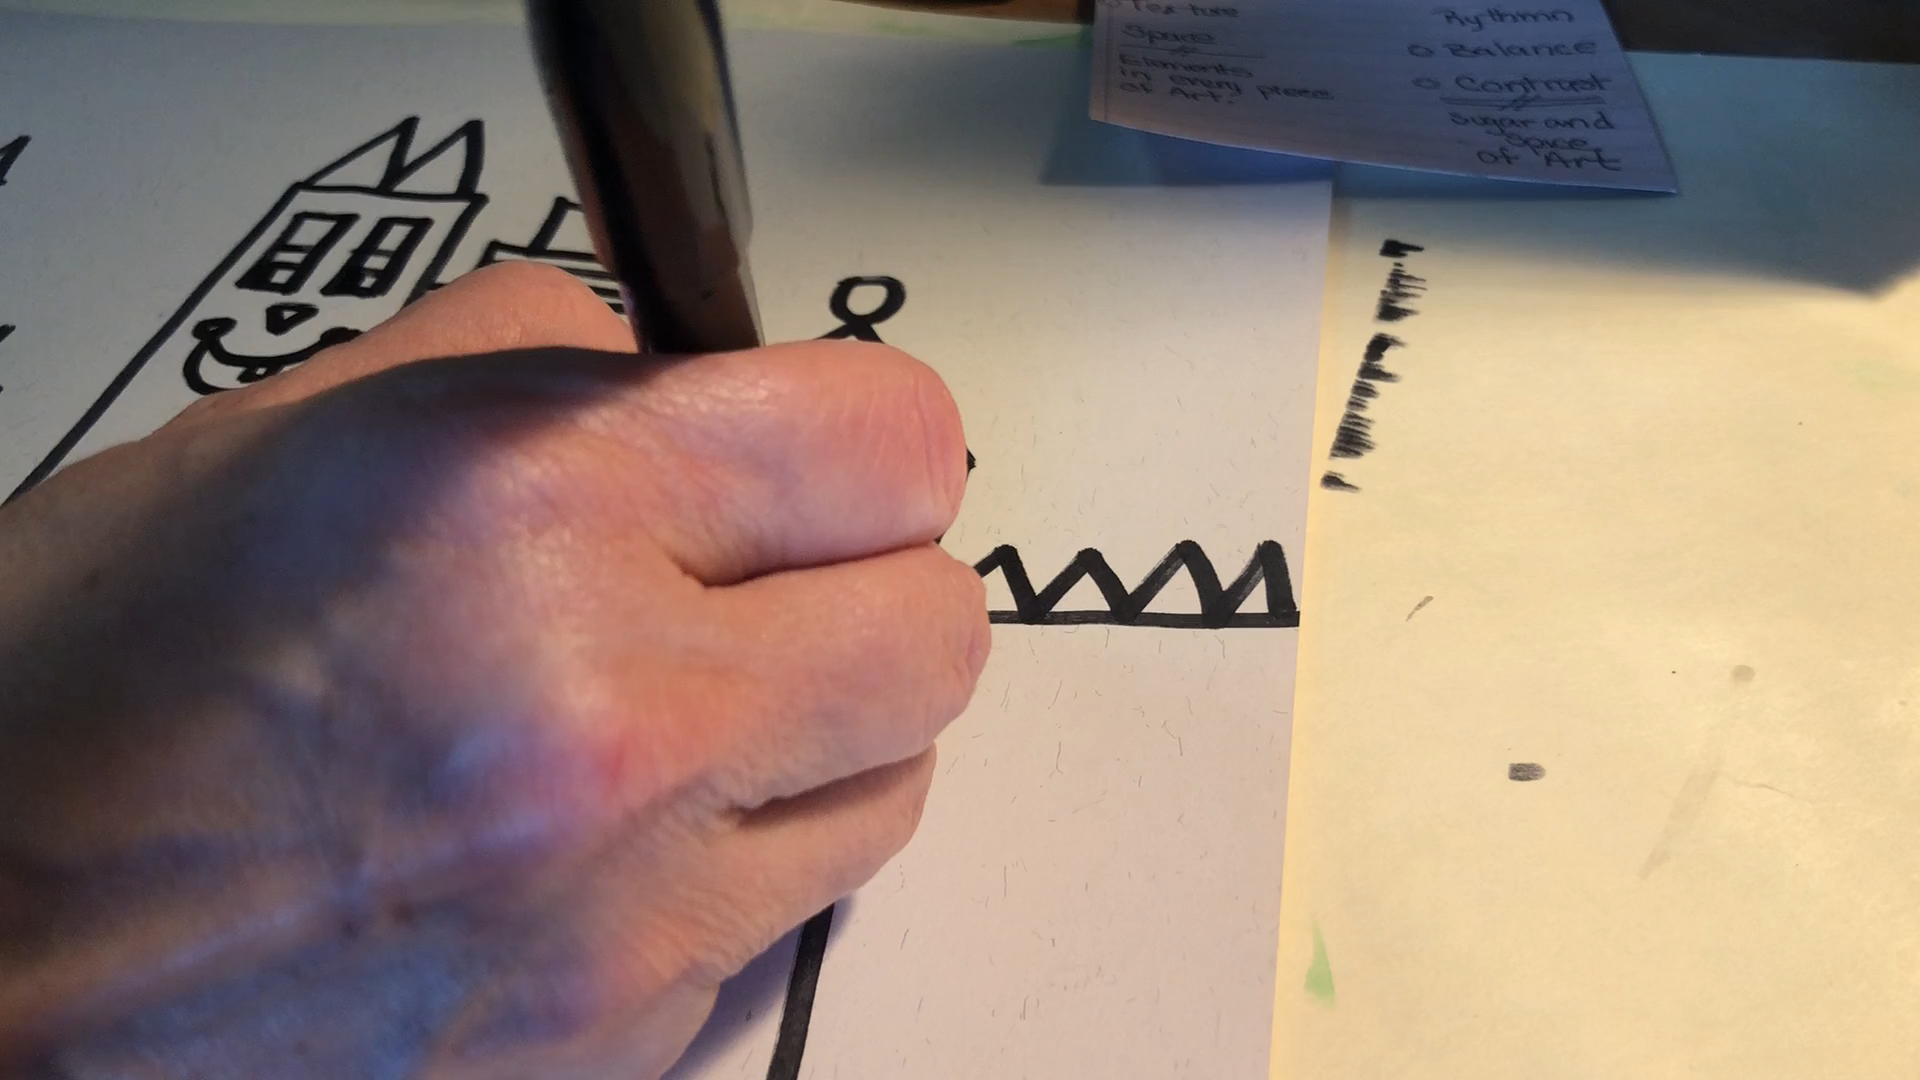 Texture
Space
Elements
in every piece
of Art.
Rythmn
o Balance
o Contrast
Sugar and
Spice
of Art